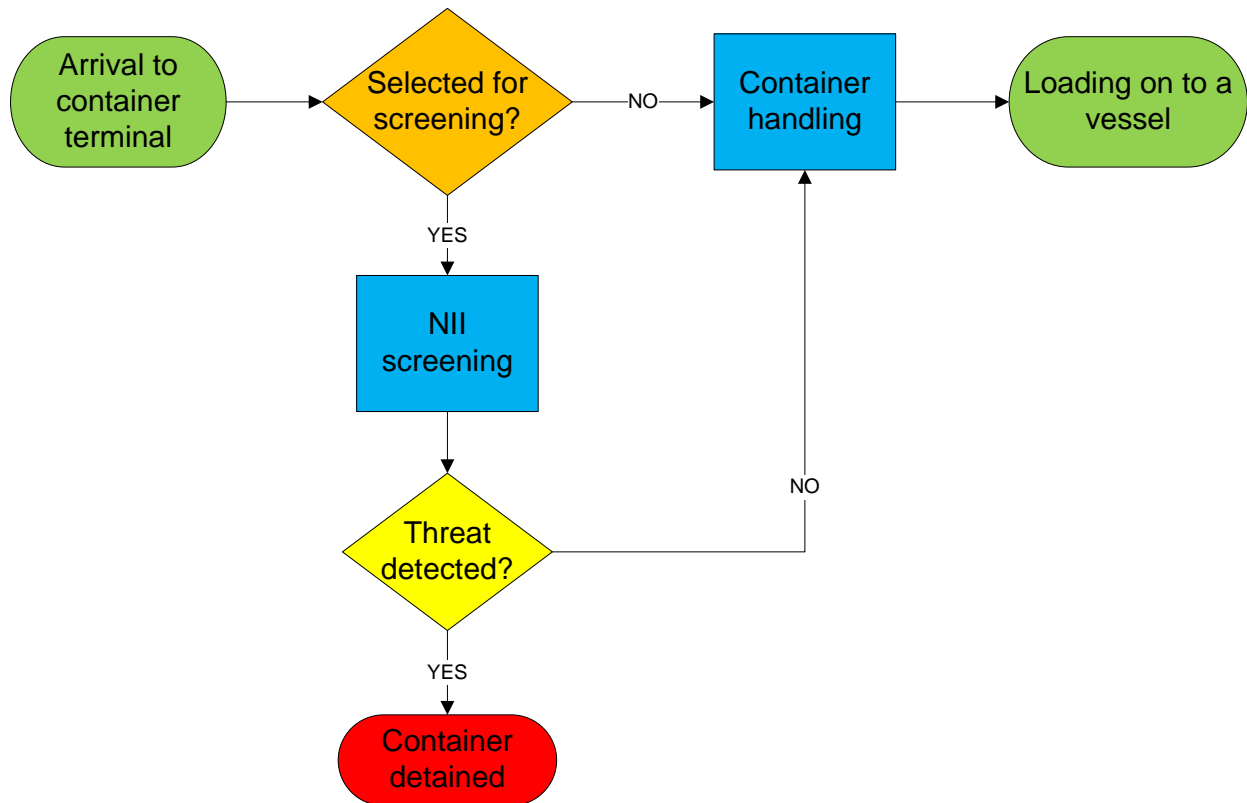 Arrival to
container
terminal
Selected for
screening?
NO
Container
handling
Loading on to a
vessel
YES
NII
screening
Threat
detected?
NO
YES
Container
detained